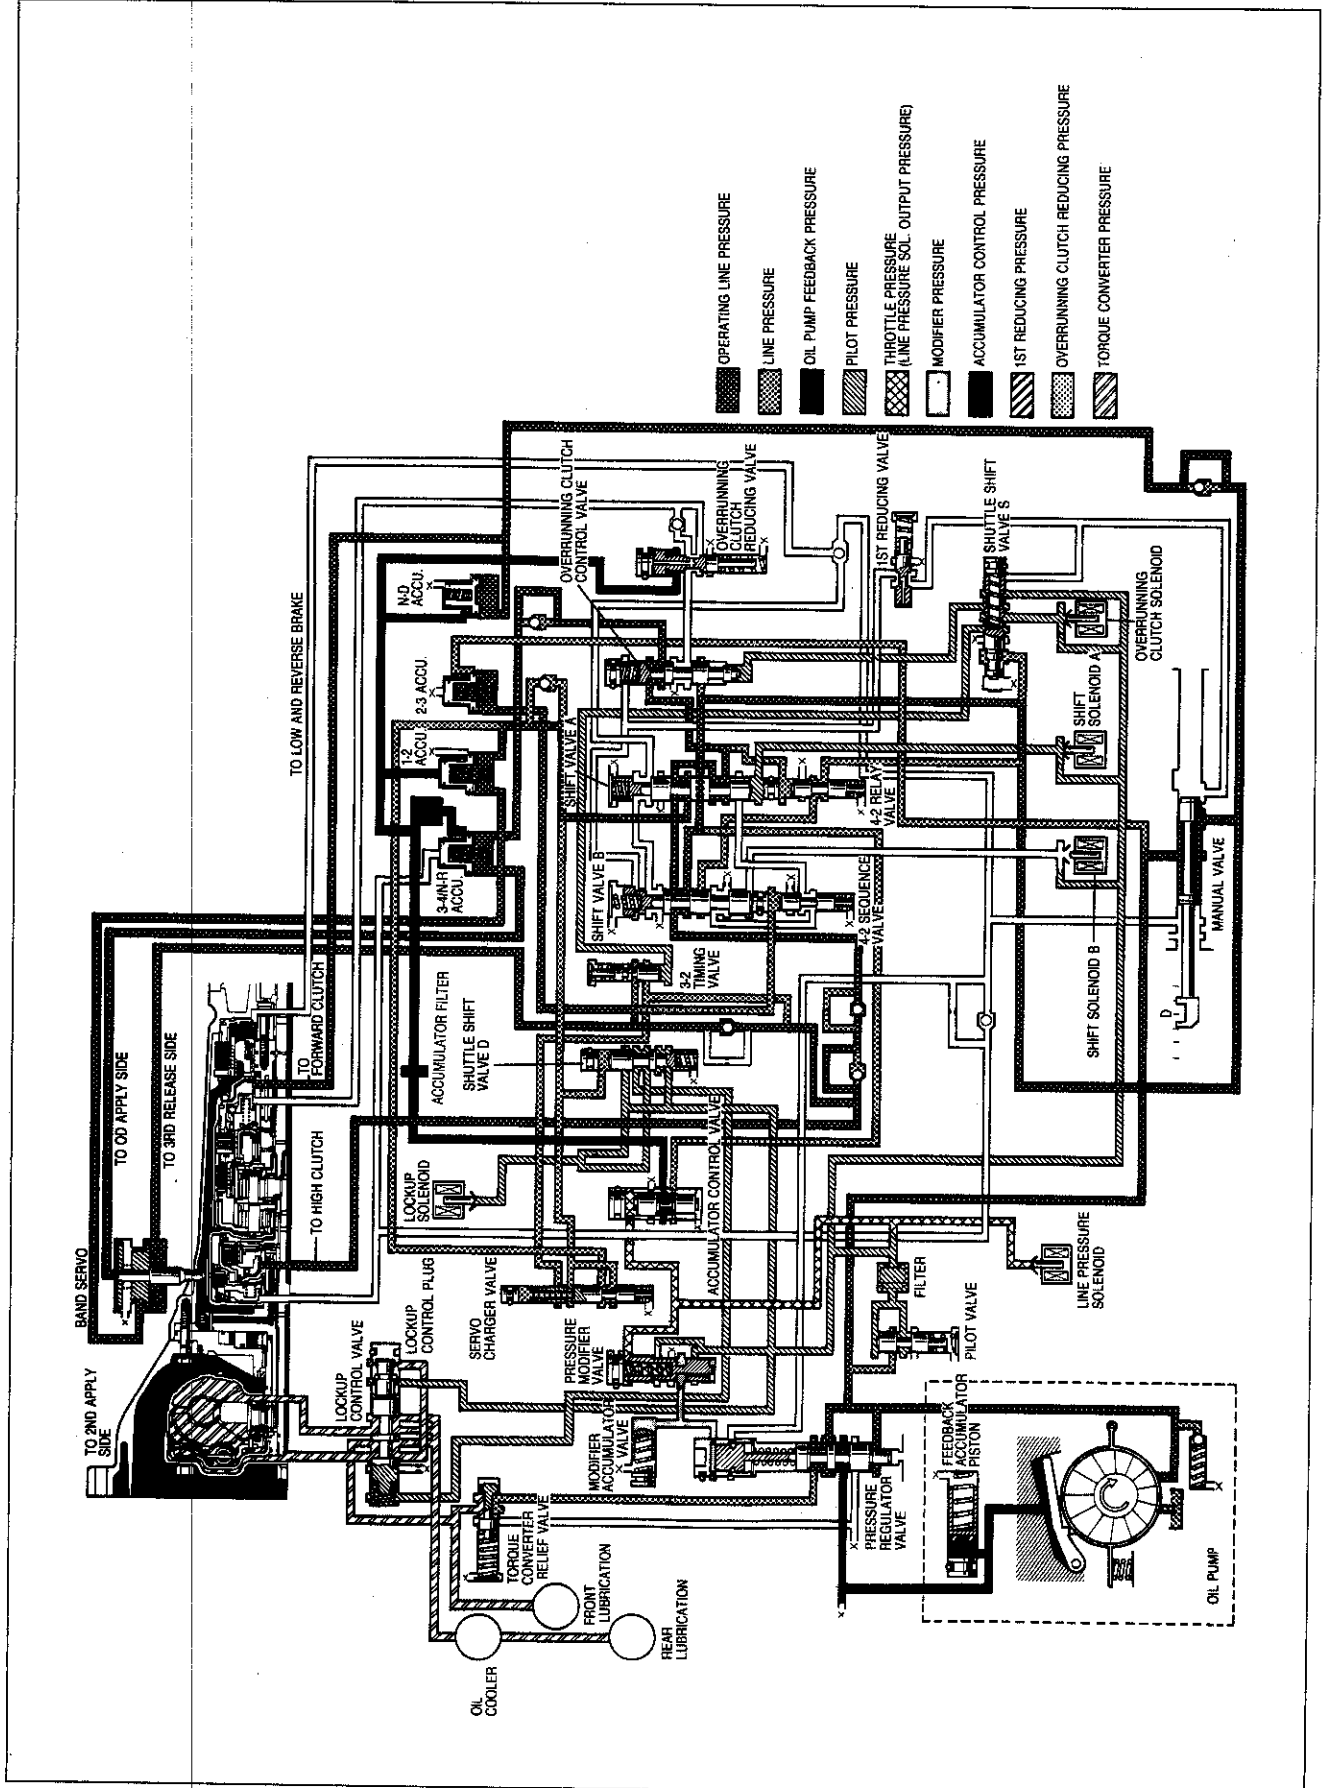 TO 2ND APPLY
SIDE
BAND SERVO
TO OD APPLY SIDE
TO 3RD RELEASE SIDE
TO HIGH CLUTCH
TO
FORWARD CLUTCH
TO LOW AND REVERSE BRAKE
LOCKUP
CONTROL VALVE
LOCKUP
CONTROL PLUG
LOCKUP
SOLENOID
ACCUMULATOR FILTER
SHUTTLE SHIFT
VALVE D
3-4/N-R
ACCU.
1-2
ACCU.
2-3 ACCU.
N-D
ACCU.
SERVO
CHARGER VALVE
PRESSURE
MODIFIER
VALVE
ACCUMULATOR CONTROL VALVE
3-2
TIMING
VALVE
SHIFT VALVE B
SHIFT VALVE A
OVERRUNNING CLUTCH
CONTROL VALVE
OVERRUNNING
CLUTCH
REDUCING VALVE
4-2 SEQUENCE
VALVE
4-2 RELAY
VALVE
1ST REDUCING VALVE
SHUTTLE SHIFT
VALVE S
OIL
COOLER
FRONT
LUBRICATION
REAR
LUBRICATION
TORQUE
CONVERTER
RELIEF VALVE
MODIFIER
ACCUMULATOR
VALVE
PRESSURE
REGULATOR
VALVE
FEEDBACK
ACCUMULATOR
PISTON
OIL PUMP
PILOT VALVE
FILTER
LINE PRESSURE
SOLENOID
SHIFT SOLENOID B
SHIFT
SOLENOID A
OVERRUNNING
CLUTCH SOLENOID
D
MANUAL VALVE
OPERATING LINE PRESSURE
LINE PRESSURE
OIL PUMP FEEDBACK PRESSURE
PILOT PRESSURE
THROTTLE PRESSURE
(LINE PRESSURE SOL. OUTPUT PRESSURE)
MODIFIER PRESSURE
ACCUMULATOR CONTROL PRESSURE
1ST REDUCING PRESSURE
OVERRUNNING CLUTCH REDUCING PRESSURE
TORQUE CONVERTER PRESSURE